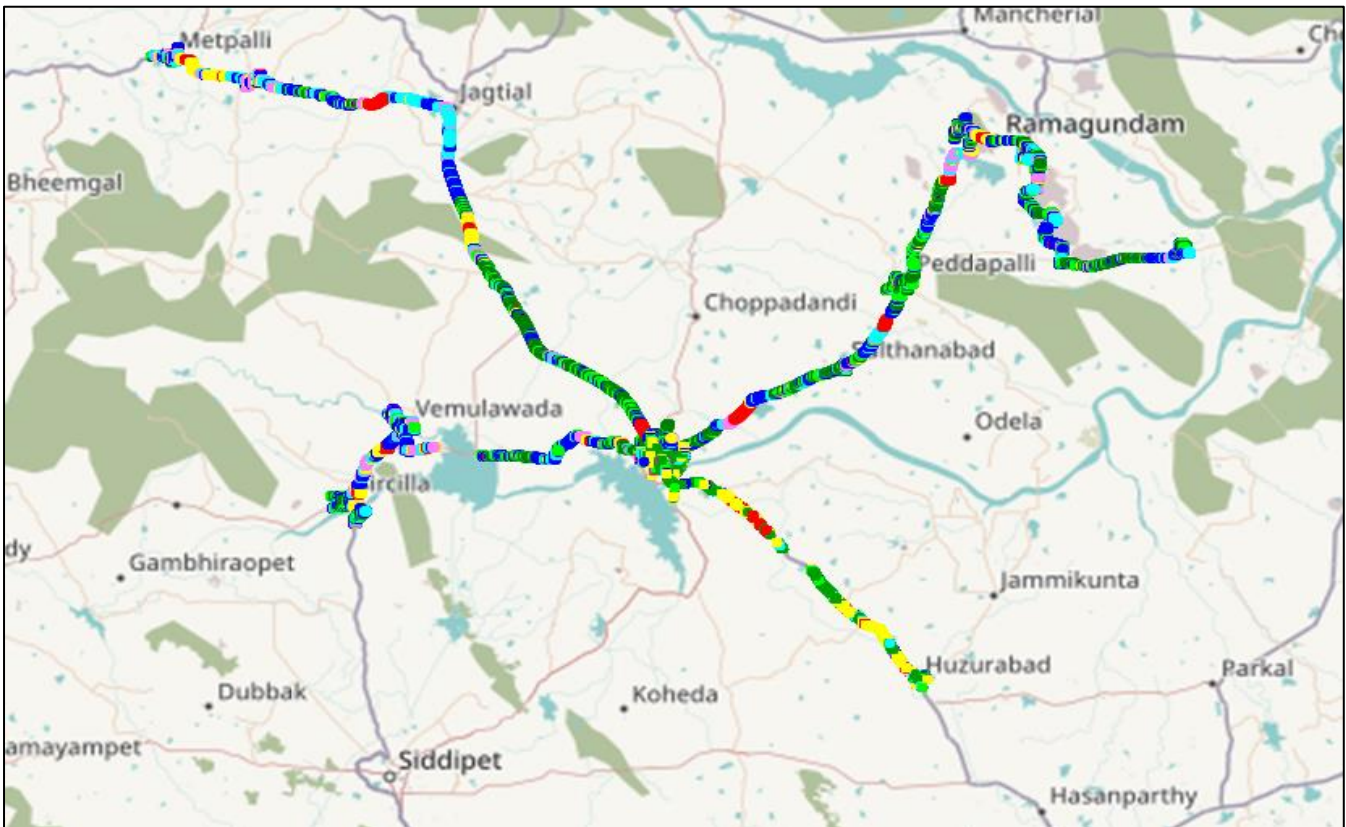 Mancherial
Metpalli
Ch
Jagtial
Ramagundam
Bheemgal
Peddapalli
Choppadandi
Sulthanabad
Vemulawada
Odela
ircilla
dy
Gambhiraopet
Jammikunta
Huzurabad
Parkal
Dubbak
Koheda
amayampet
Siddipet
Hasanparthy